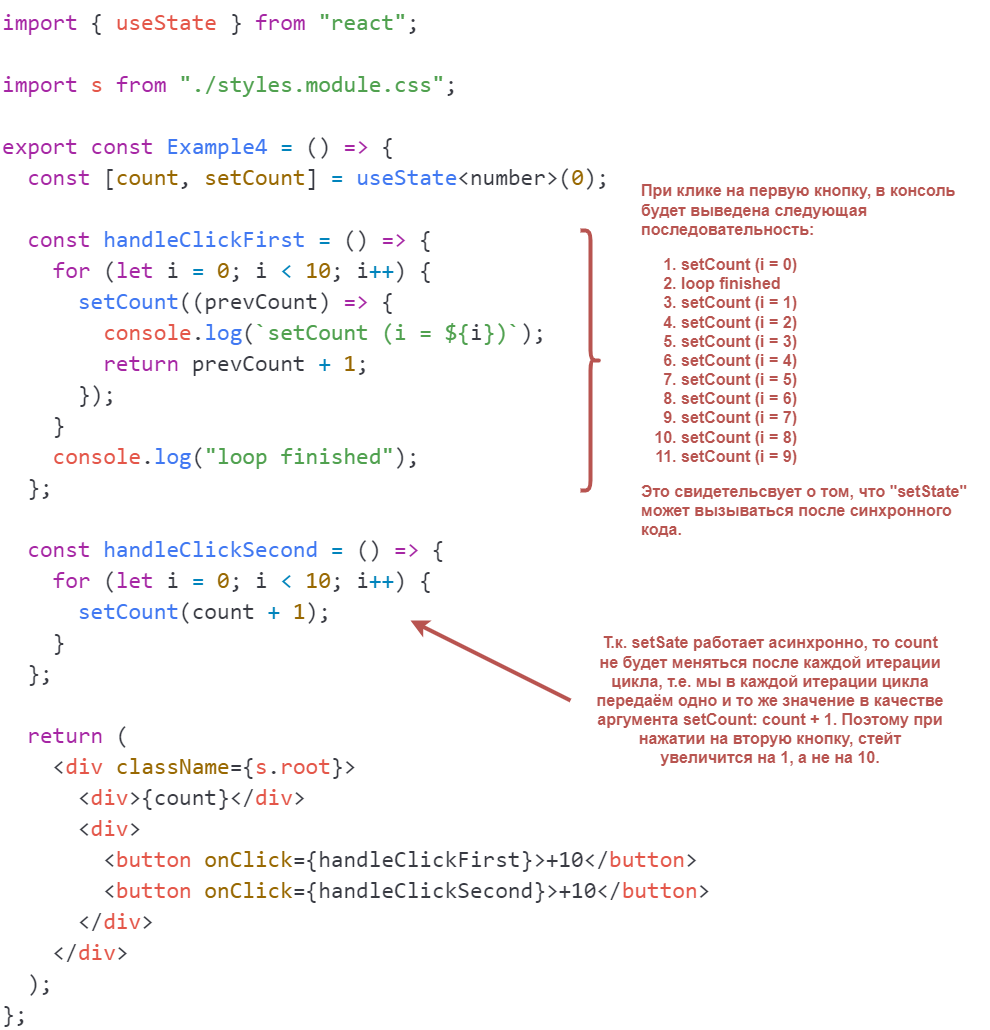 import { useState } from "react";
import s from "./styles.module.css";
export const Example4 = () => {
  const [count, setCount] = useState<number>(0);
  const handleClickFirst = () => {
    for (let i = 0; i < 10; i++) {
      setCount((prevCount) => {
        console.log(`setCount (i = ${i})`);
        return prevCount + 1;
      });
    }
    console.log("loop finished");
  };
  const handleClickSecond = () => {
    for (let i = 0; i < 10; i++) {
      setCount(count + 1);
    }
  };
  return (
    <div className={s.root}>
      <div>{count}</div>
      <div>
        <button onClick={handleClickFirst}>+10</button>
        <button onClick={handleClickSecond}>+10</button>
      </div>
    </div>
  );
};
При клике на первую кнопку, в консоль
будет выведена следующая
последовательность:
1. setCount (i = 0)
2. loop finished
3. setCount (i = 1)
4. setCount (i = 2)
5. setCount (i = 3)
6. setCount (i = 4)
7. setCount (i = 5)
8. setCount (i = 6)
9. setCount (i = 7)
10. setCount (i = 8)
11. setCount (i = 9)
Это свидетельсвует о том, что "setState"
может вызываться после синхронного
кода.
Т.к. setSate работает асинхронно, то count
не будет меняться после каждой итерации
цикла, т.е. мы в каждой итерации цикла
передаём одно и то же значение в качестве
аргумента setCount: count + 1. Поэтому при
нажатии на вторую кнопку, стейт
увеличится на 1, а не на 10.